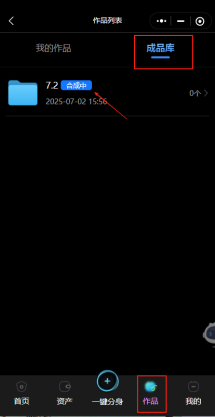 作品列表
我的作品
成品库
7.2 合成中
2025-07-02 15:56
0个
首页
资产
一键分身
作品
我的